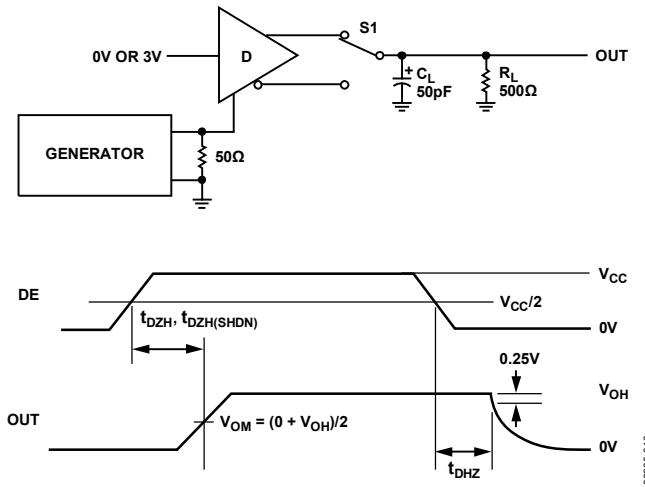 S1
0V OR 3V
D
OUT
+
C_L
50pF
R_L
500Ω
GENERATOR
50Ω
V_CC
DE
V_CC/2
t_DZH, t_DZH(SHDN)
0V
0.25V
V_OH
OUT
V_OM = (0 + V_OH)/2
0V
t_DHZ